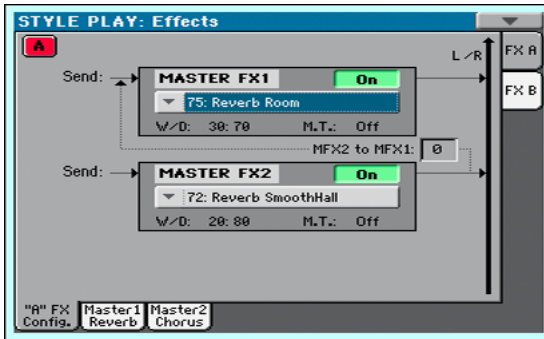 STYLE PLAY: Effects
A
L/R
FX A
FX B
Send:
MASTER FX1
On
75: Reverb Room
W/D: 30:70 M.T.: Off
MFX2 to MFX1: 0
Send:
MASTER FX2
On
72: Reverb SmoothHall
W/D: 20:80 M.T.: Off
"A" FX Config.
Master1 Reverb
Master2 Chorus